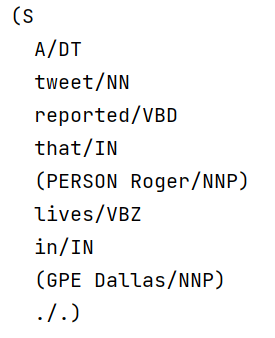 (S
  A/DT
  tweet/NN
  reported/VBD
  that/IN
  (PERSON Roger/NNP)
  lives/VBZ
  in/IN
  (GPE Dallas/NNP)
  ./.)